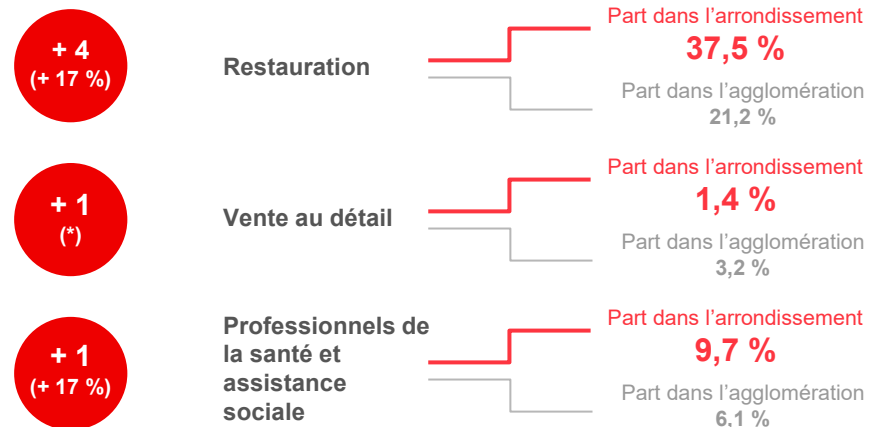 + 4
(+ 17 %)
Restauration
Part dans l’arrondissement
37,5 %
Part dans l’agglomération
21,2 %
+ 1
(*)
Vente au détail
Part dans l’arrondissement
1,4 %
Part dans l’agglomération
3,2 %
+ 1
(+ 17 %)
Professionnels de
la santé et
assistance
sociale
Part dans l’arrondissement
9,7 %
Part dans l’agglomération
6,1 %